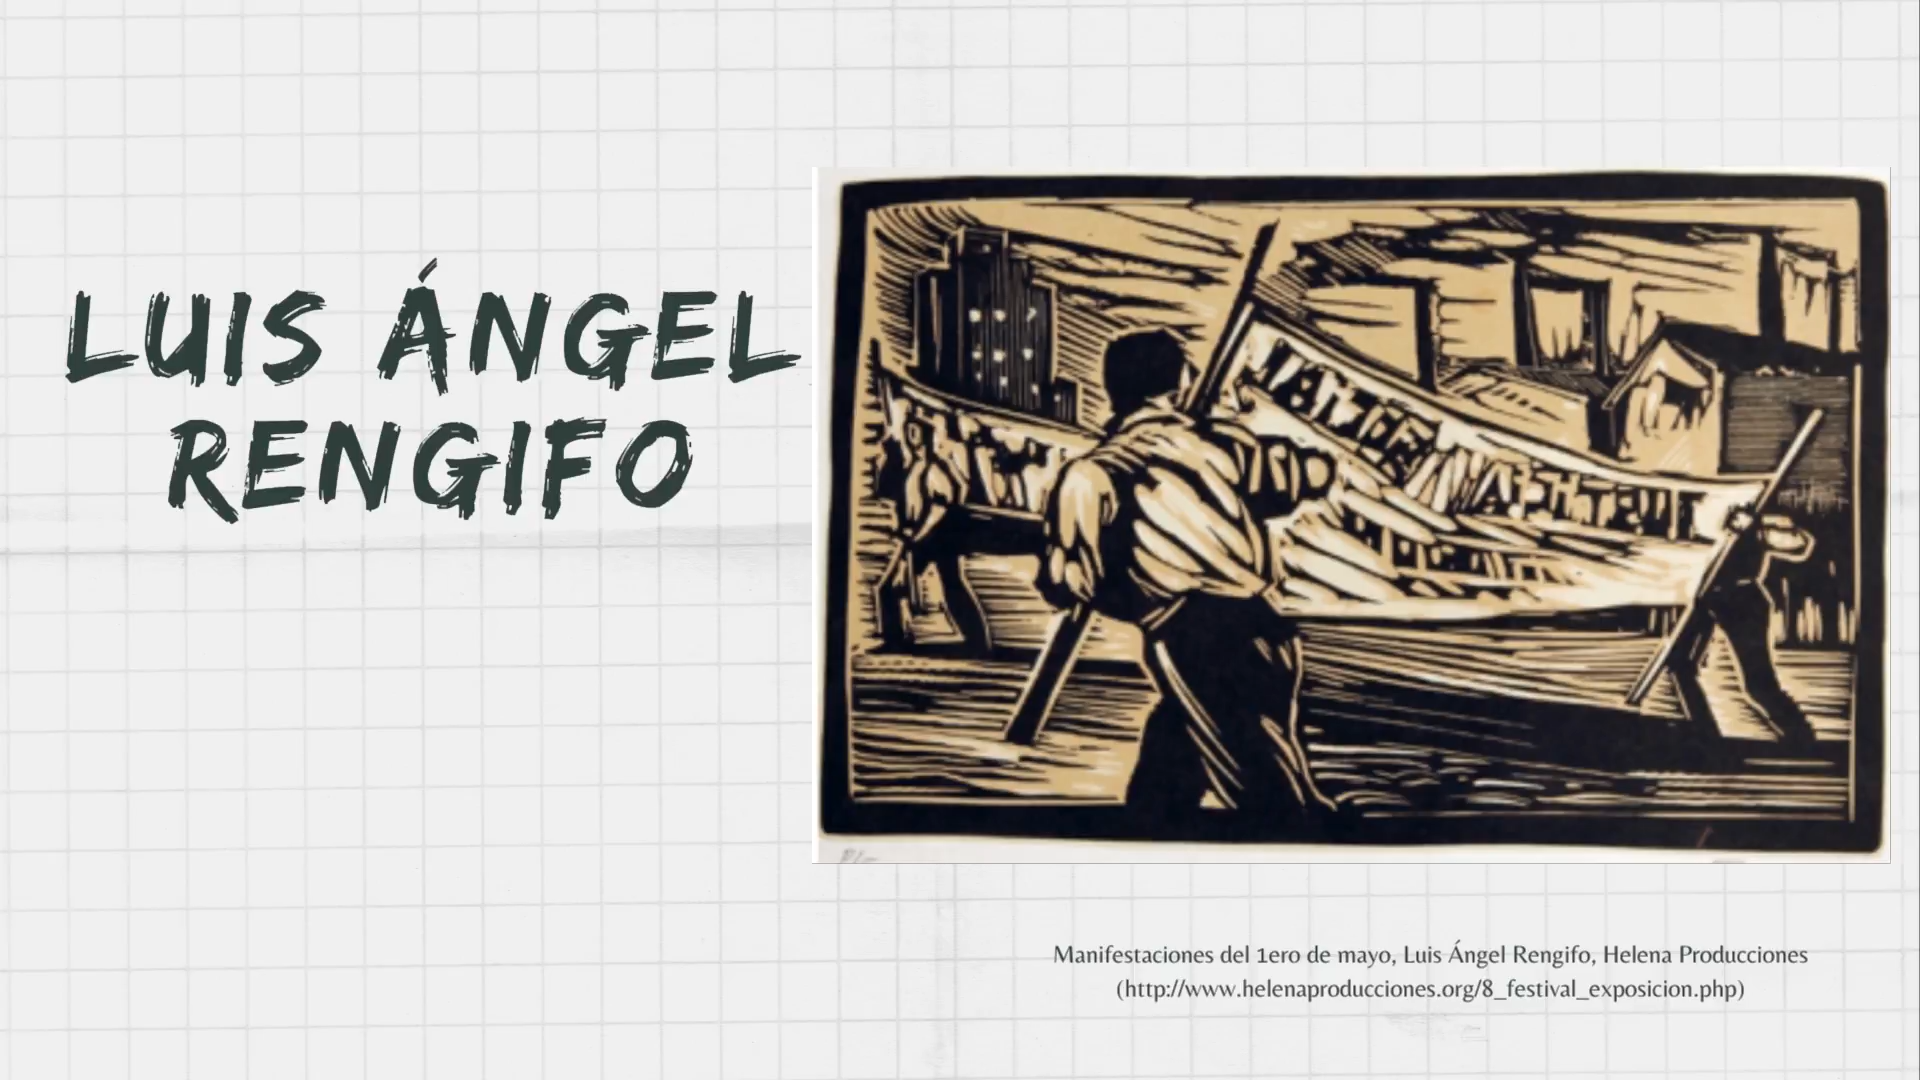 LUIS ÁNGEL
RENGIFO
Manifestaciones del 1ero de mayo, Luis Ángel Rengifo, Helena Producciones
(http://www.helenaproducciones.org/8_festival_exposicion.php)